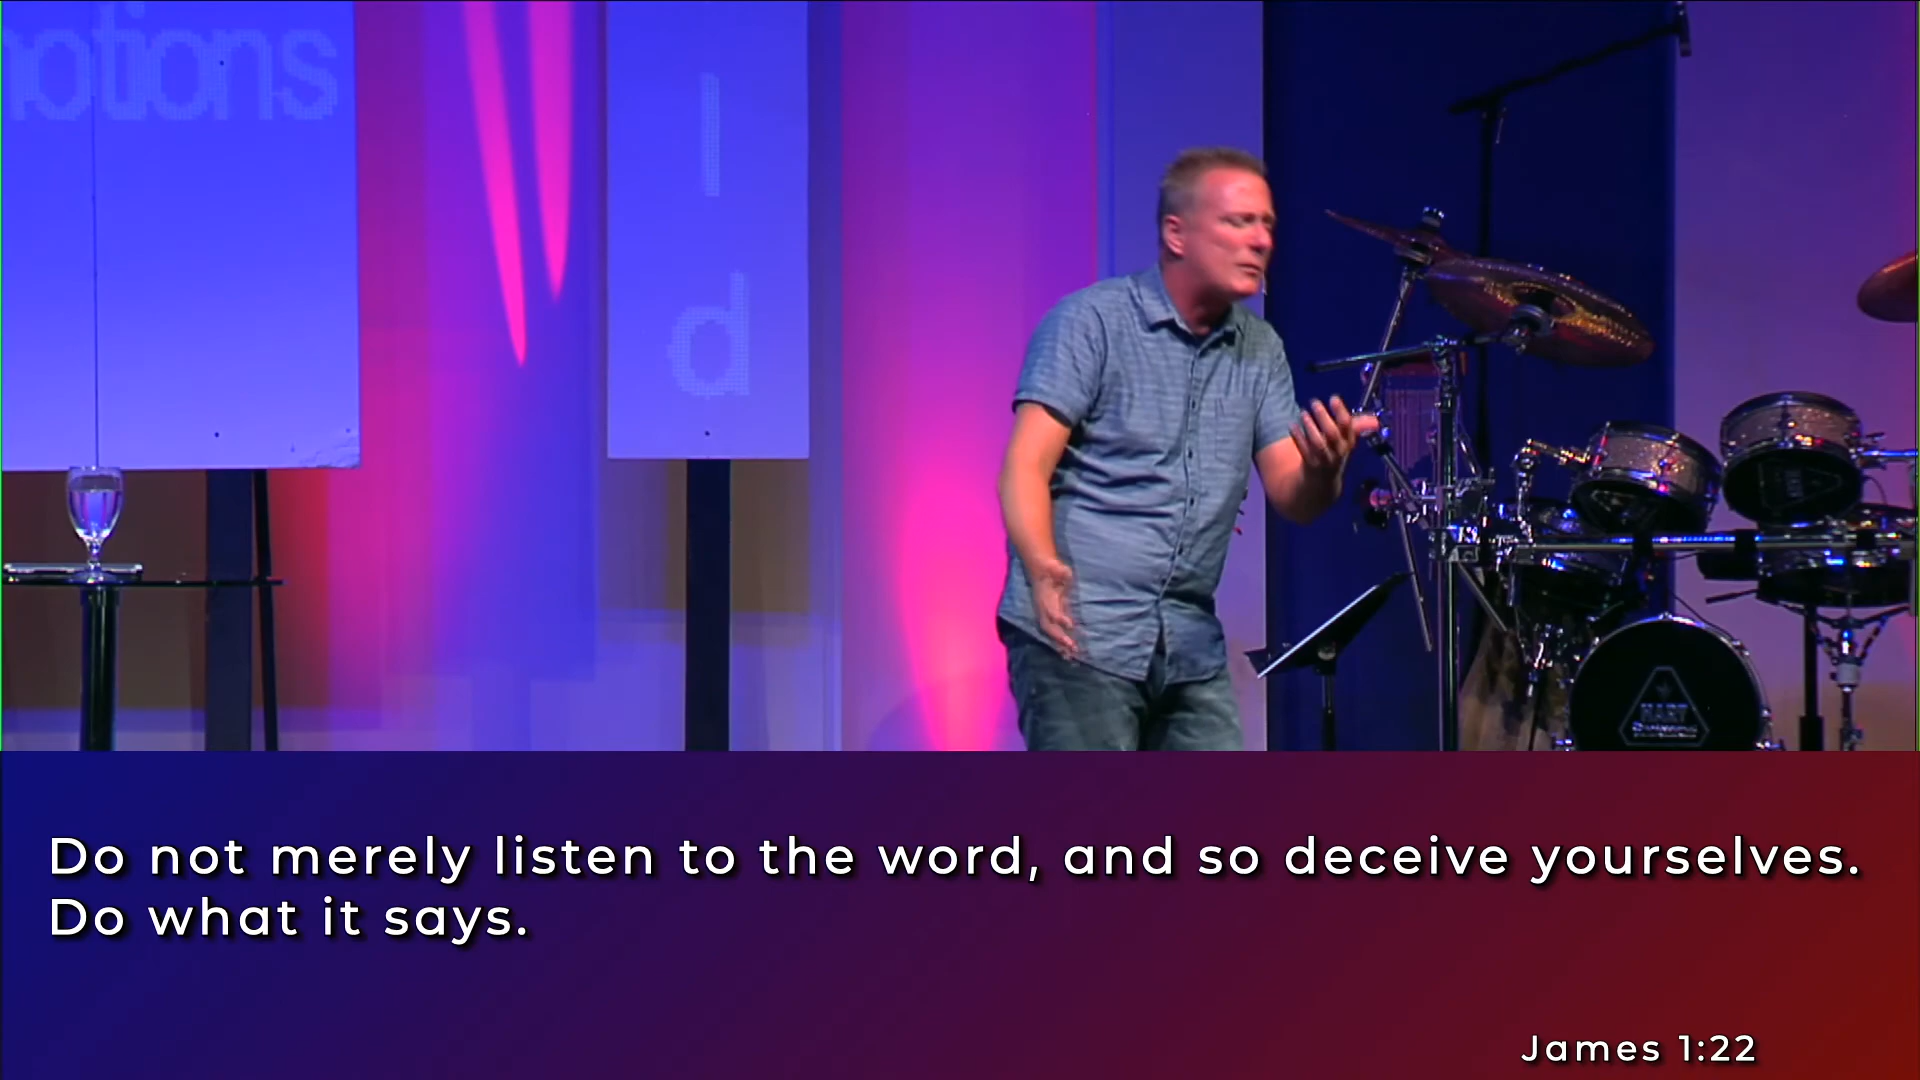 otions
l
d
HART
Do not merely listen to the word, and so deceive yourselves.
Do what it says.
James 1:22